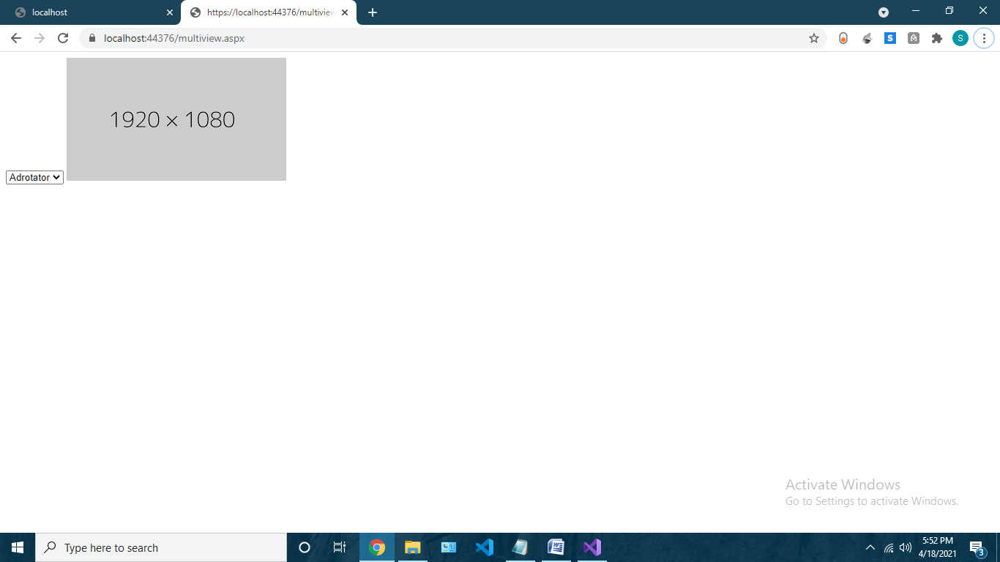 localhost
https://localhost:44376/multiview
localhost:44376/multiview.aspx
S
S
1920 × 1080
Adrotator
Activate Windows
Go to Settings to activate Windows.
Type here to search
5:52 PM
4/18/2021
3